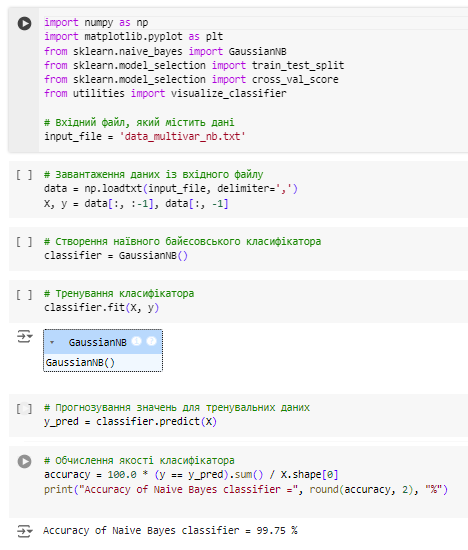 import numpy as np
import matplotlib.pyplot as plt
from sklearn.naive_bayes import GaussianNB
from sklearn.model_selection import train_test_split
from sklearn.model_selection import cross_val_score
from utilities import visualize_classifier
# Вхідний файл, який містить дані
input_file = 'data_multivar_nb.txt'
[ ] # Завантаження даних із вхідного файлу
data = np.loadtxt(input_file, delimiter=',')
X, y = data[:, :-1], data[:, -1]
[ ] # Створення наївного байєсовського класифікатора
classifier = GaussianNB()
[ ] # Тренування класифікатора
classifier.fit(X, y)
GaussianNB
GaussianNB()
[ ] # Прогнозування значень для тренувальних даних
y_pred = classifier.predict(X)
# Обчислення якості класифікатора
accuracy = 100.0 * (y == y_pred).sum() / X.shape[0]
print("Accuracy of Naive Bayes classifier =", round(accuracy, 2), "%")
Accuracy of Naive Bayes classifier = 99.75 %